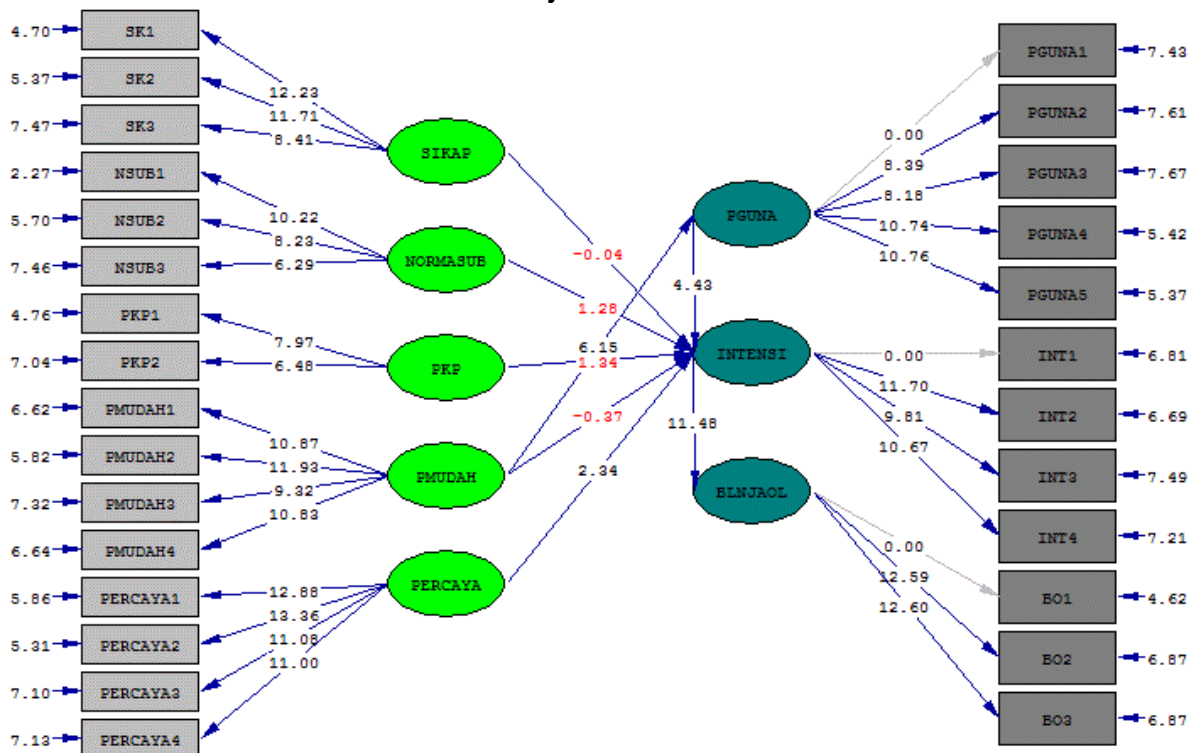 4.70 SK1
5.37 SK2
7.47 SK3
2.27 NSUB1
5.70 NSUB2
7.46 NSUB3
4.76 PKP1
7.04 PKP2
6.62 PMUDAH1
5.82 PMUDAH2
7.32 PMUDAH3
6.64 PMUDAH4
5.86 PERCAYA1
5.31 PERCAYA2
7.10 PERCAYA3
7.13 PERCAYA4
12.23
11.71
8.41
10.22
8.23
6.29
7.97
6.48
10.87
11.93
9.32
10.83
12.88
13.36
11.08
11.00
SIKAP
NORMASUB
PKP
PMUDAH
PERCAYA
-0.04
1.28
6.15
1.34
-0.37
2.34
PGUNA
4.43
INTENSI
11.48
BLNJAOL
0.00
8.39
8.18
10.74
10.76
0.00
11.70
9.81
10.67
0.00
12.59
12.60
PGUNA1 7.43
PGUNA2 7.61
PGUNA3 7.67
PGUNA4 5.42
PGUNA5 5.37
INT1 6.81
INT2 6.69
INT3 7.49
INT4 7.21
BO1 4.62
BO2 6.87
BO3 6.87